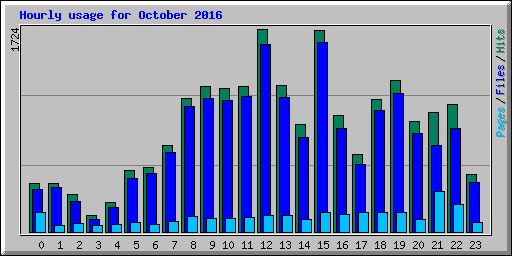 Hourly usage for October 2016
1724
Pages/Files/Hits
0 1 2 3 4 5 6 7 8 9 10 11 12 13 14 15 16 17 18 19 20 21 22 23